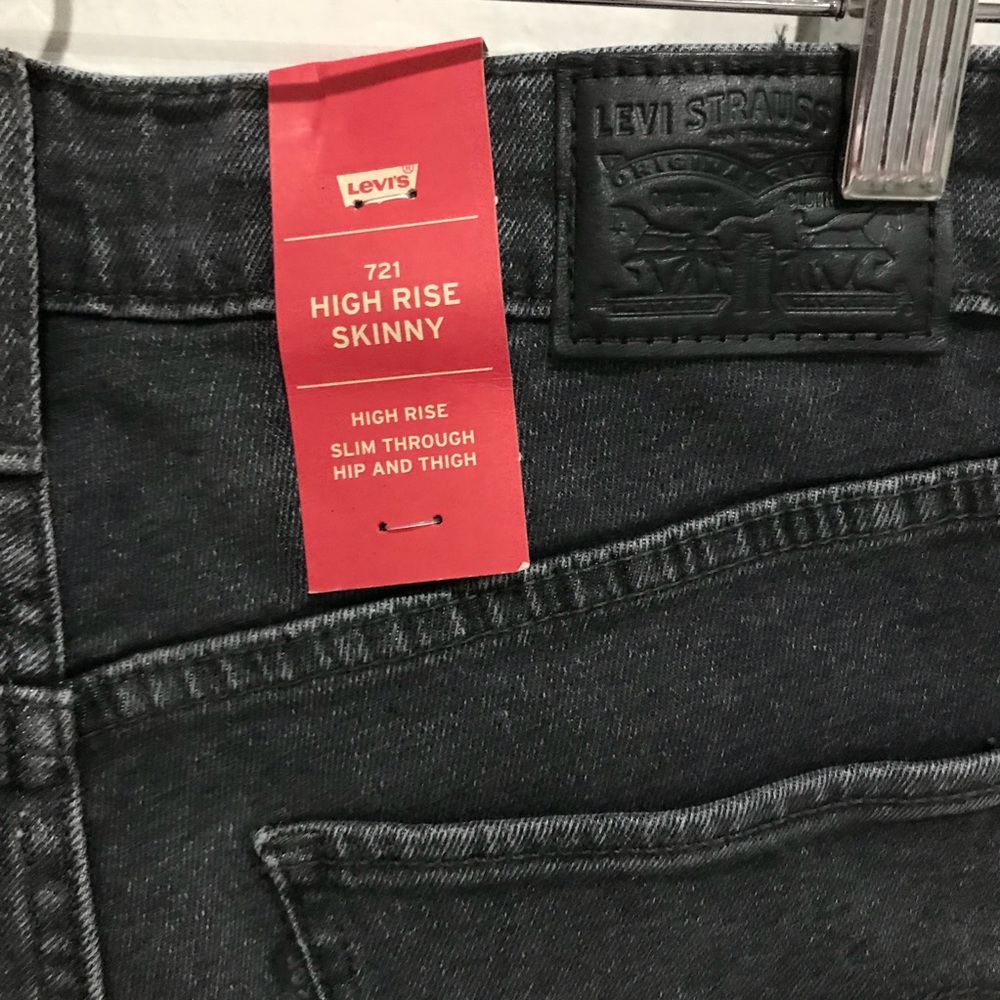 Levi's®
721
HIGH RISE
SKINNY
HIGH RISE
SLIM THROUGH
HIP AND THIGH
LEVI STRAUSS